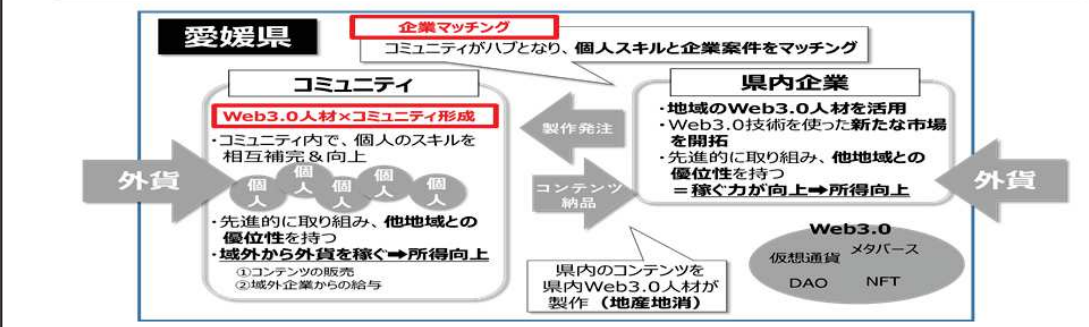 愛媛県
企業マッチング
コミュニティがハブとなり、個人スキルと企業案件をマッチング
コミュニティ
Web3.0人材×コミュニティ形成
・コミュニティ内で、個人のスキルを
相互補完&向上
個人
個人
個人
個人
個人
・先進的に取り組み、他地域との
優位性を持つ
・域外から外貨を稼ぐ➡所得向上
①コンテンツの販売
②域外企業からの給与
外貨
製作発注
コンテンツ
納品
県内企業
・地域のWeb3.0人材を活用
・Web3.0技術を使った新たな市場
を開拓
・先進的に取り組み、他地域との
優位性を持つ
=稼ぐ力が向上➡所得向上
外貨
県内のコンテンツを
県内Web3.0人材が
製作(地産地消)
Web3.0
仮想通貨
メタバース
DAO
NFT